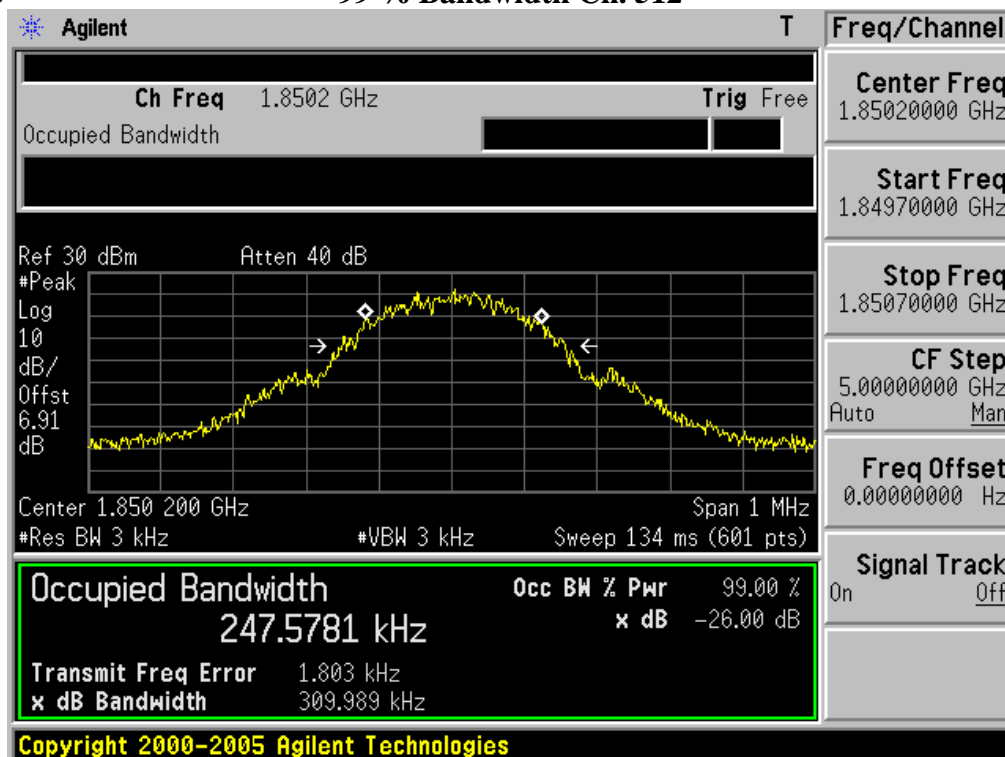 99 % Bandwidth Ch. 512
Agilent T
Freq/Channel
Ch Freq 1.8502 GHz Trig Free
Occupied Bandwidth
Center Freq
1.85020000 GHz
Start Freq
1.84970000 GHz
Stop Freq
1.85070000 GHz
CF Step
5.00000000 GHz
Auto Man
Freq Offset
0.00000000 Hz
Signal Track
On Off
Ref 30 dBm Atten 40 dB
#Peak
Log
10
dB/
Offst
6.91
dB
Center 1.850 200 GHz Span 1 MHz
#Res BW 3 kHz #VBW 3 kHz Sweep 134 ms (601 pts)
Occupied Bandwidth Occ BW % Pwr 99.00 %
247.5781 kHz x dB -26.00 dB
Transmit Freq Error 1.803 kHz
x dB Bandwidth 309.989 kHz
Copyright 2000-2005 Agilent Technologies